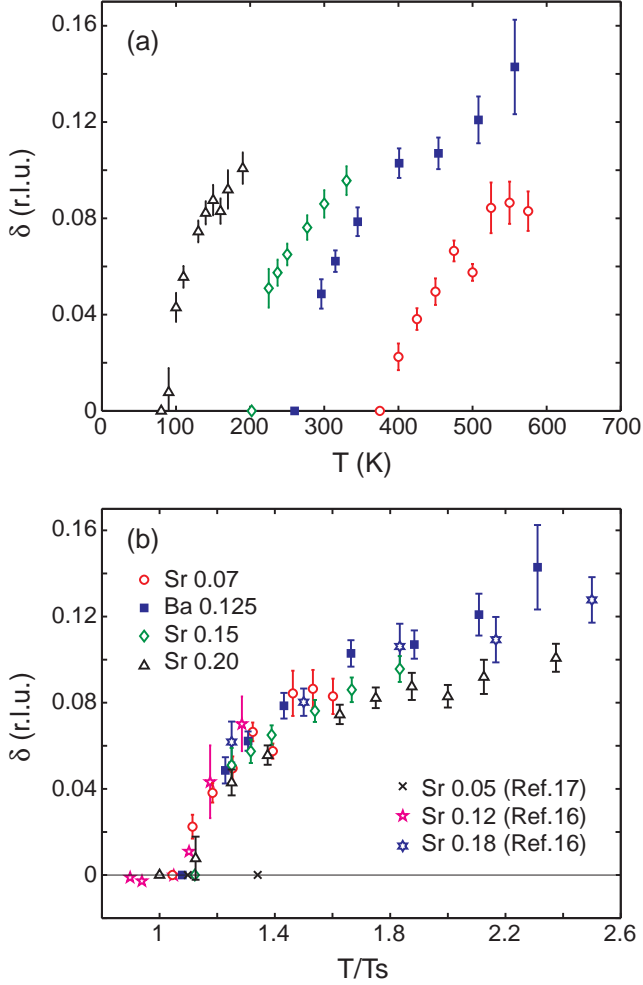 0.16
(a)
0.12
0.08
0.04
0
δ (r.l.u.)
100 200 300 400 500 600 700
T (K)
0.16
(b)
0.12
0.08
0.04
0
δ (r.l.u.)
Sr 0.07
Ba 0.125
Sr 0.15
Sr 0.20
Sr 0.05 (Ref.17)
Sr 0.12 (Ref.16)
Sr 0.18 (Ref.16)
1 1.4 1.8 2.2 2.6
T/Ts